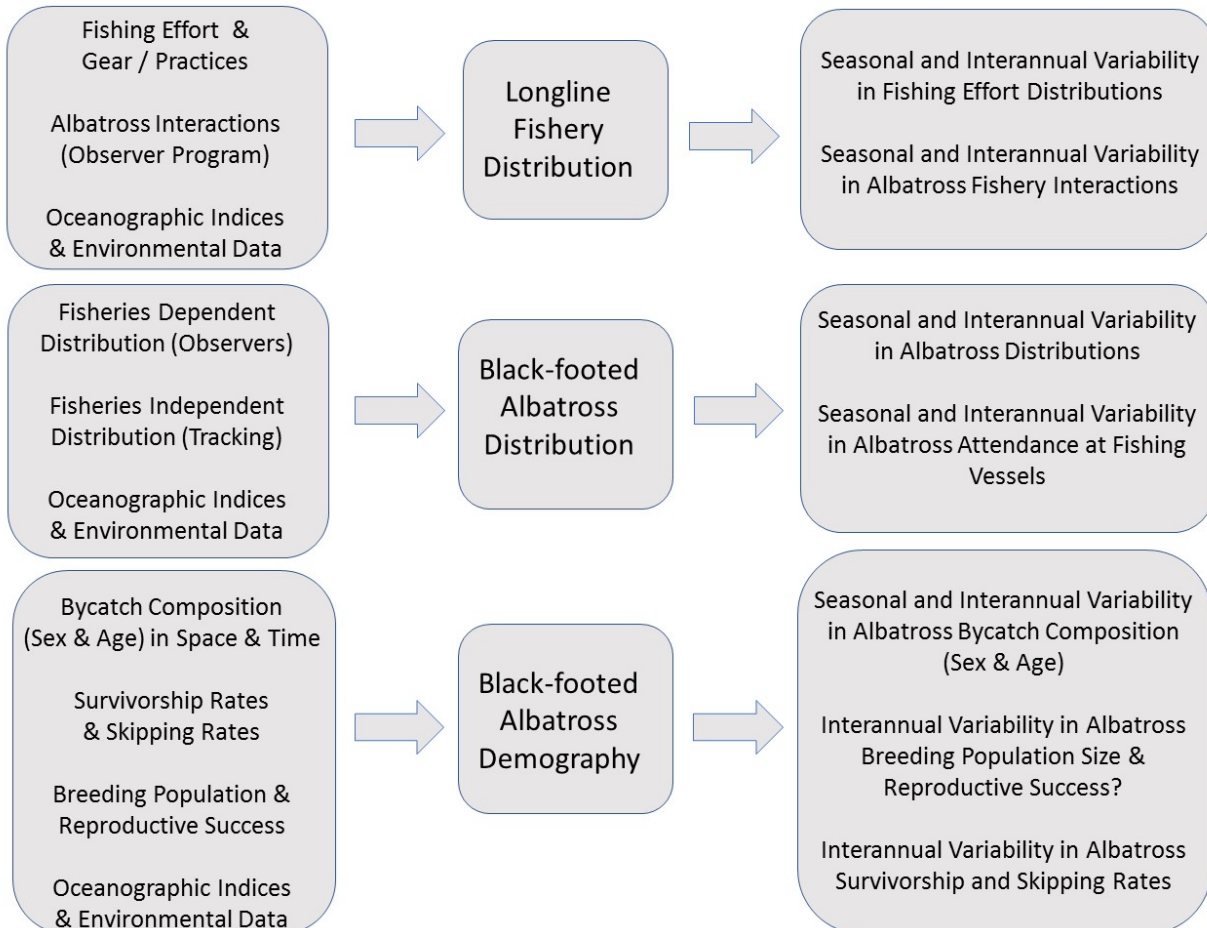 Fishing Effort &
Gear / Practices
Albatross Interactions
(Observer Program)
Oceanographic Indices
& Environmental Data
Longline
Fishery
Distribution
Seasonal and Interannual Variability
in Fishing Effort Distributions
Seasonal and Interannual Variability
in Albatross Fishery Interactions
Fisheries Dependent
Distribution (Observers)
Fisheries Independent
Distribution (Tracking)
Oceanographic Indices
& Environmental Data
Black-footed
Albatross
Distribution
Seasonal and Interannual Variability
in Albatross Distributions
Seasonal and Interannual Variability
in Albatross Attendance at Fishing
Vessels
Bycatch Composition
(Sex & Age) in Space & Time
Survivorship Rates
& Skipping Rates
Breeding Population &
Reproductive Success
Oceanographic Indices
& Environmental Data
Black-footed
Albatross
Demography
Seasonal and Interannual Variability
in Albatross Bycatch Composition
(Sex & Age)
Interannual Variability in Albatross
Breeding Population Size &
Reproductive Success?
Interannual Variability in Albatross
Survivorship and Skipping Rates